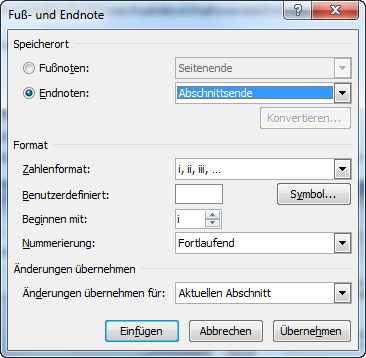 Fuß- und Endnote
Speicherort
Fußnoten: Seitenende
Endnoten: Abschnittsende
Konvertieren...
Format
Zahlenformat: i, ii, iii, ...
Benutzerdefiniert: Symbol...
Beginnen mit: i
Nummerierung: Fortlaufend
Änderungen übernehmen
Änderungen übernehmen für: Aktuellen Abschnitt
Einfügen Abbrechen Übernehmen